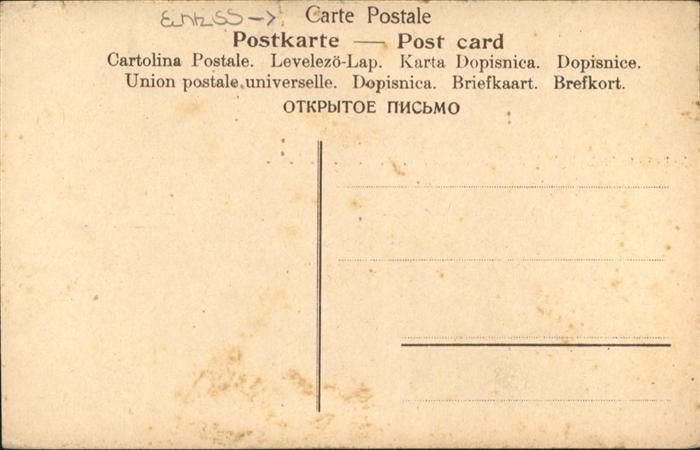 Carte Postale
Postkarte — Post card
Cartolina Postale. Levelezö-Lap. Karta Dopisnica. Dopisnice.
Union postale universelle. Dopisnica. Briefkaart. Brefkort.
ОТКРЫТОЕ ПИСЬМО